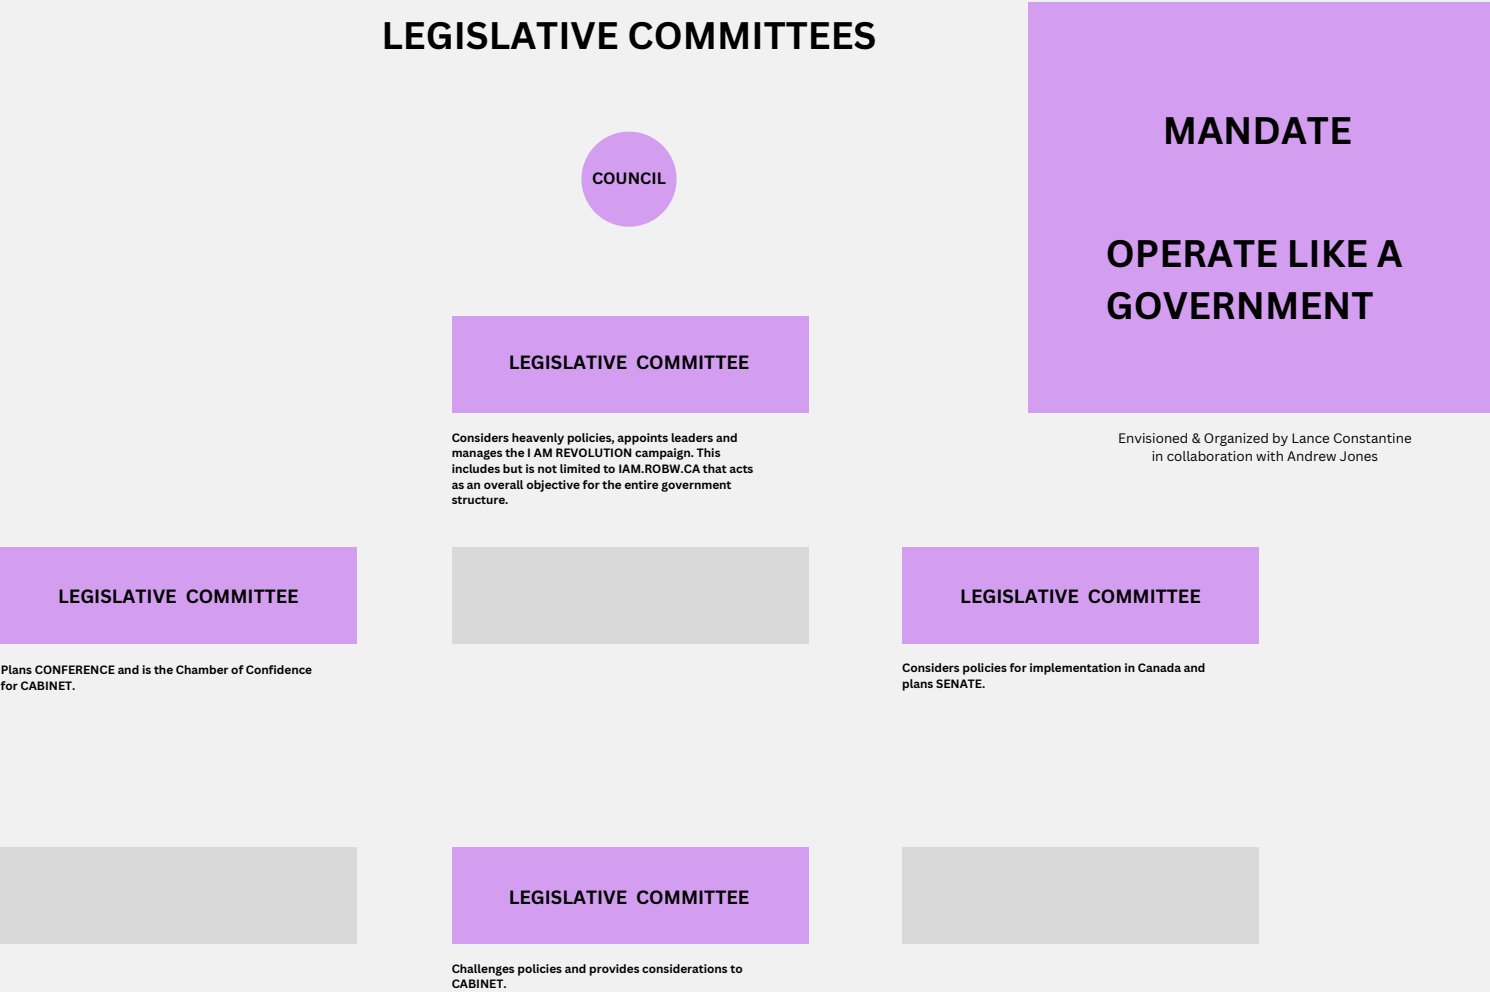 LEGISLATIVE COMMITTEES
COUNCIL
MANDATE
OPERATE LIKE A
GOVERNMENT
LEGISLATIVE COMMITTEE
Considers heavenly policies, appoints leaders and
manages the I AM REVOLUTION campaign. This
includes but is not limited to IAM.ROBW.CA that acts
as an overall objective for the entire government
structure.
Envisioned & Organized by Lance Constantine
in collaboration with Andrew Jones
LEGISLATIVE COMMITTEE
Plans CONFERENCE and is the Chamber of Confidence
for CABINET.
LEGISLATIVE COMMITTEE
Considers policies for implementation in Canada and
plans SENATE.
LEGISLATIVE COMMITTEE
Challenges policies and provides considerations to
CABINET.